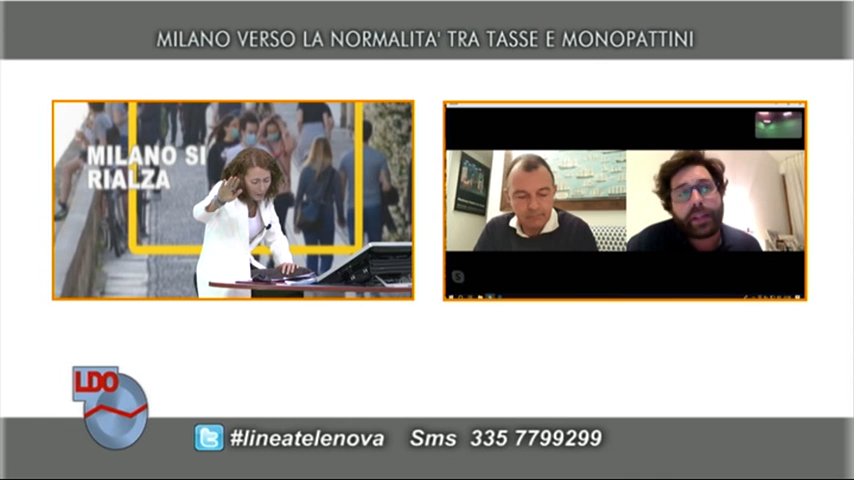 MILANO VERSO LA NORMALITA' TRA TASSE E MONOPATTINI
MILANO SI
RIALZA
LDO
#lineatelenova Sms 335 7799299